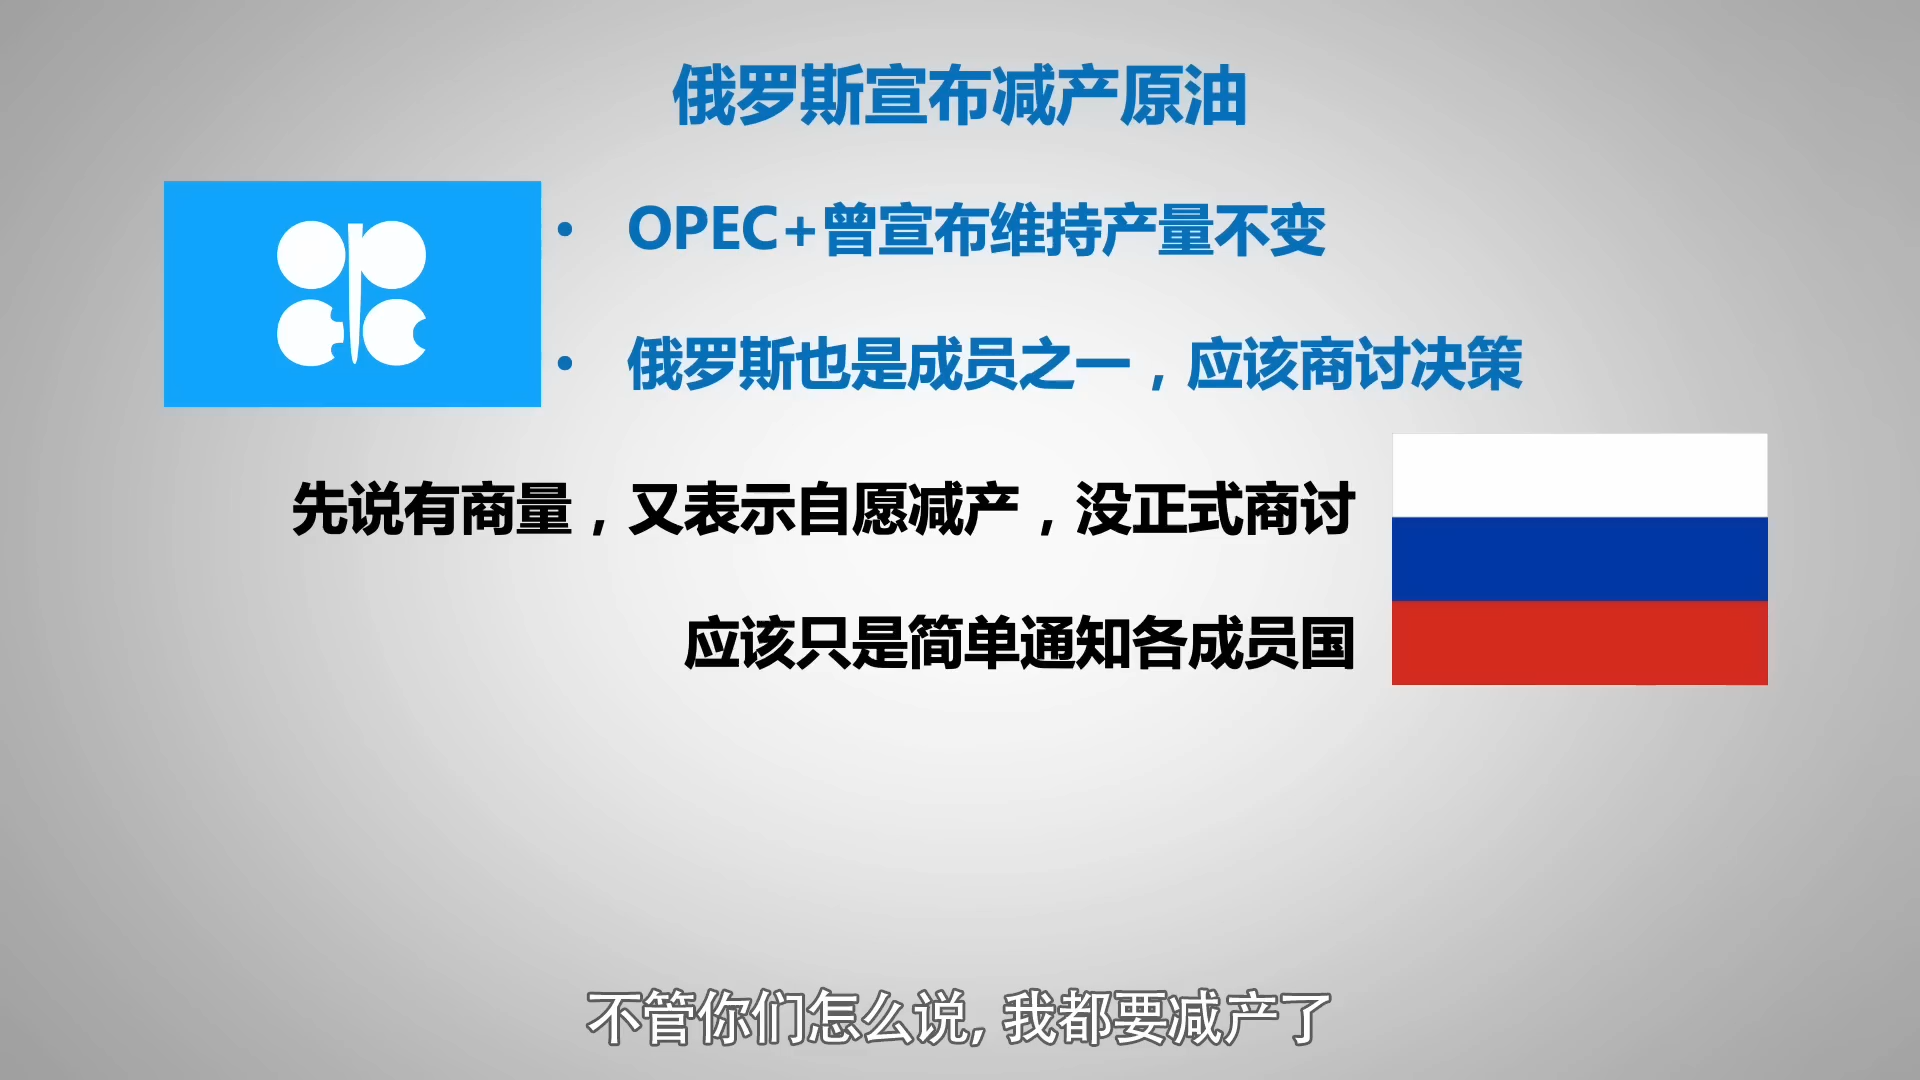 俄罗斯宣布减产原油
• OPEC+曾宣布维持产量不变
• 俄罗斯也是成员之一，应该商讨决策
先说有商量，又表示自愿减产，没正式商讨
应该只是简单通知各成员国
不管你们怎么说, 我都要减产了